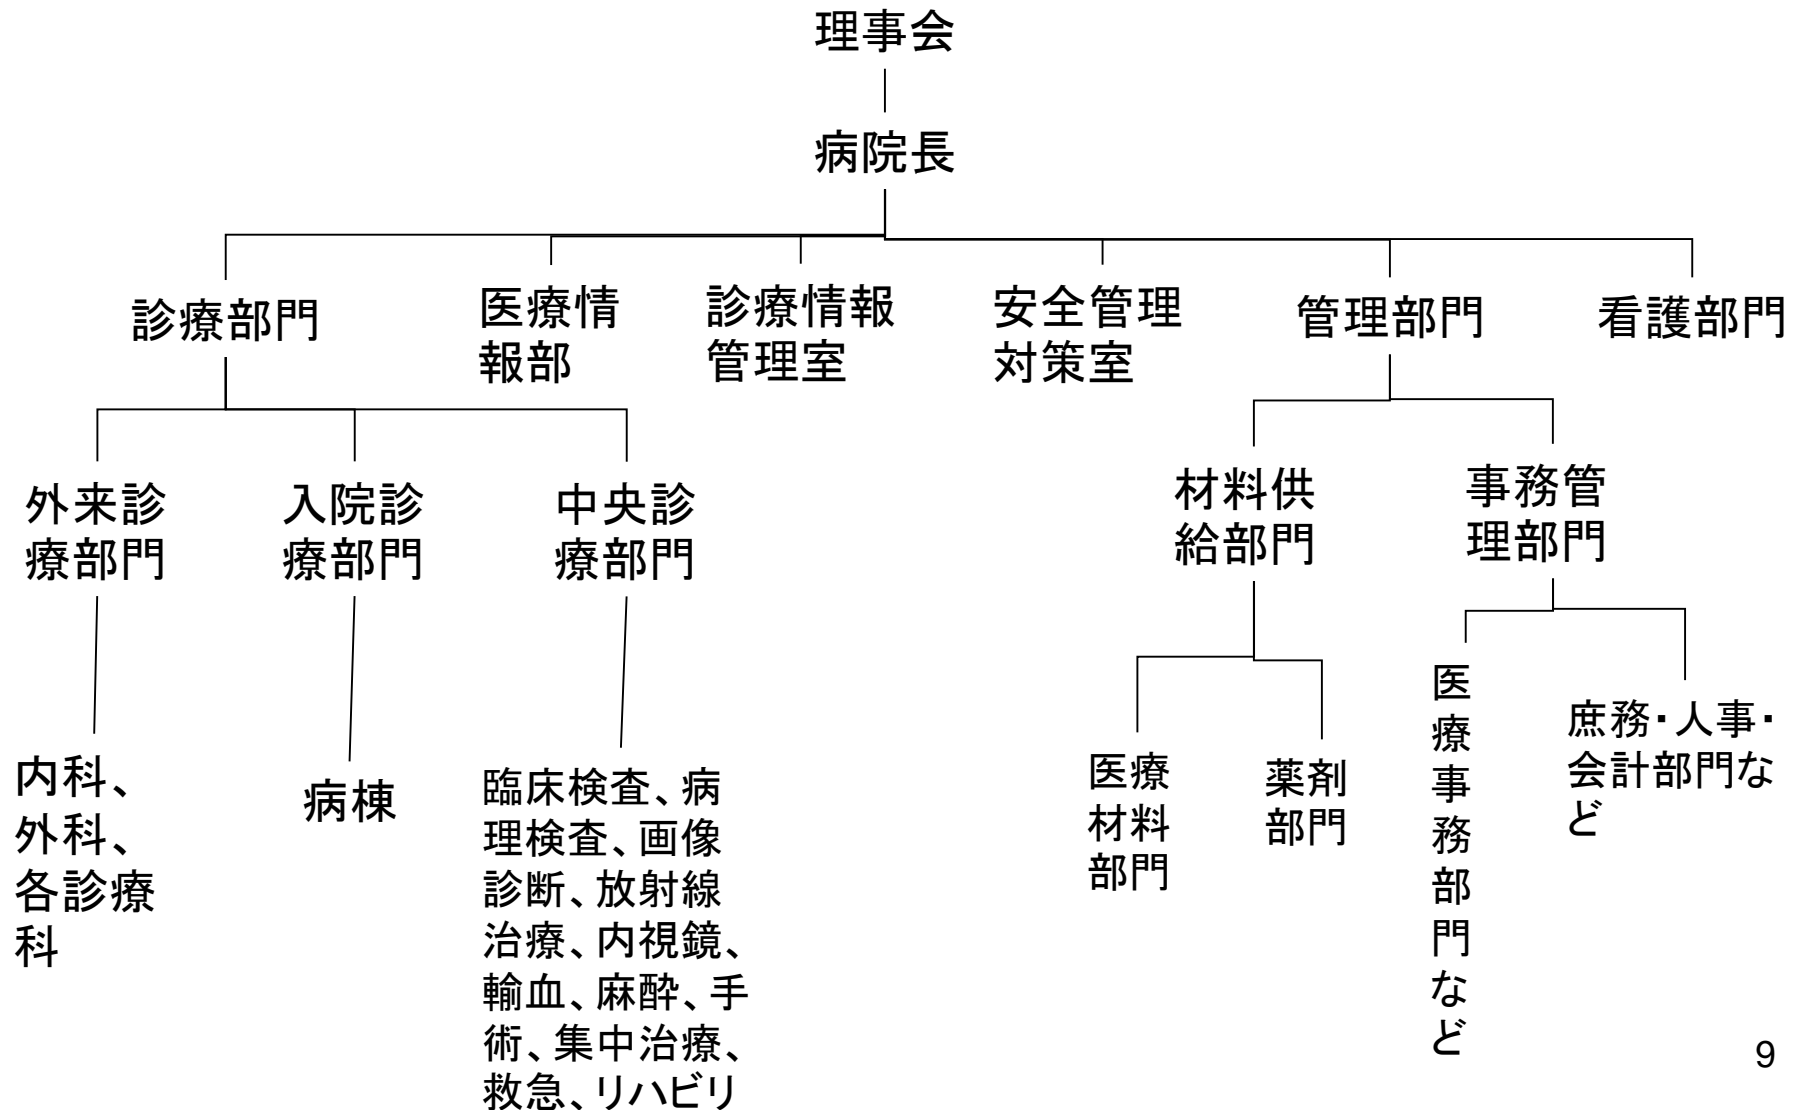 理事会
病院長
診療部門
医療情
報部
診療情報
管理室
安全管理
対策室
管理部門
看護部門
外来診
療部門
入院診
療部門
中央診
療部門
材料供
給部門
事務管
理部門
内科、
外科、
各診療
科
病棟
臨床検査、病
理検査、画像
診断、放射線
治療、内視鏡、
輸血、麻酔、手
術、集中治療、
救急、リハビリ
医療
材料
部門
薬剤
部門
医療事務部門など
庶務・人事・
会計部門な
ど
9